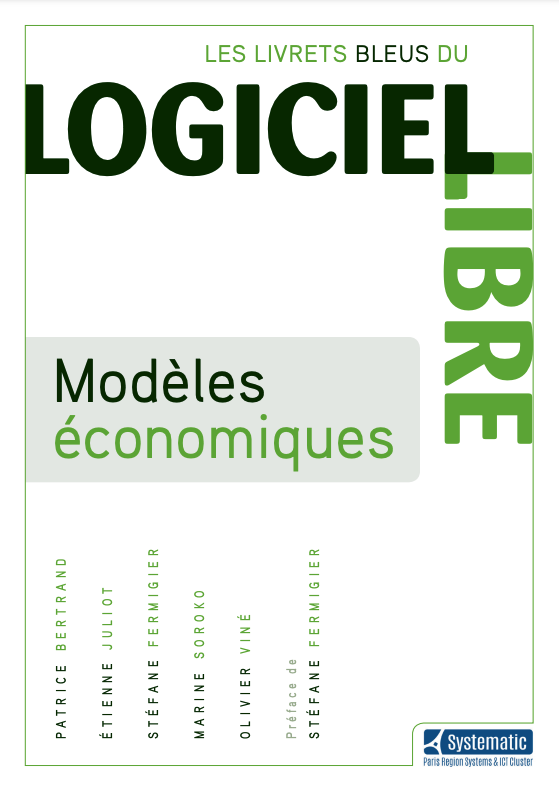 LES LIVRETS BLEUS DU
LOGICIEL
LIBRE
Modèles
économiques
PATRICE BERTRAND
ÉTIENNE JULIOT
STÉFANE FERMIGIER
MARINE SOROKO
OLIVIER VINÉ
Préface de
STÉFANE FERMIGIER
Systematic
Paris Region Systems & ICT Cluster